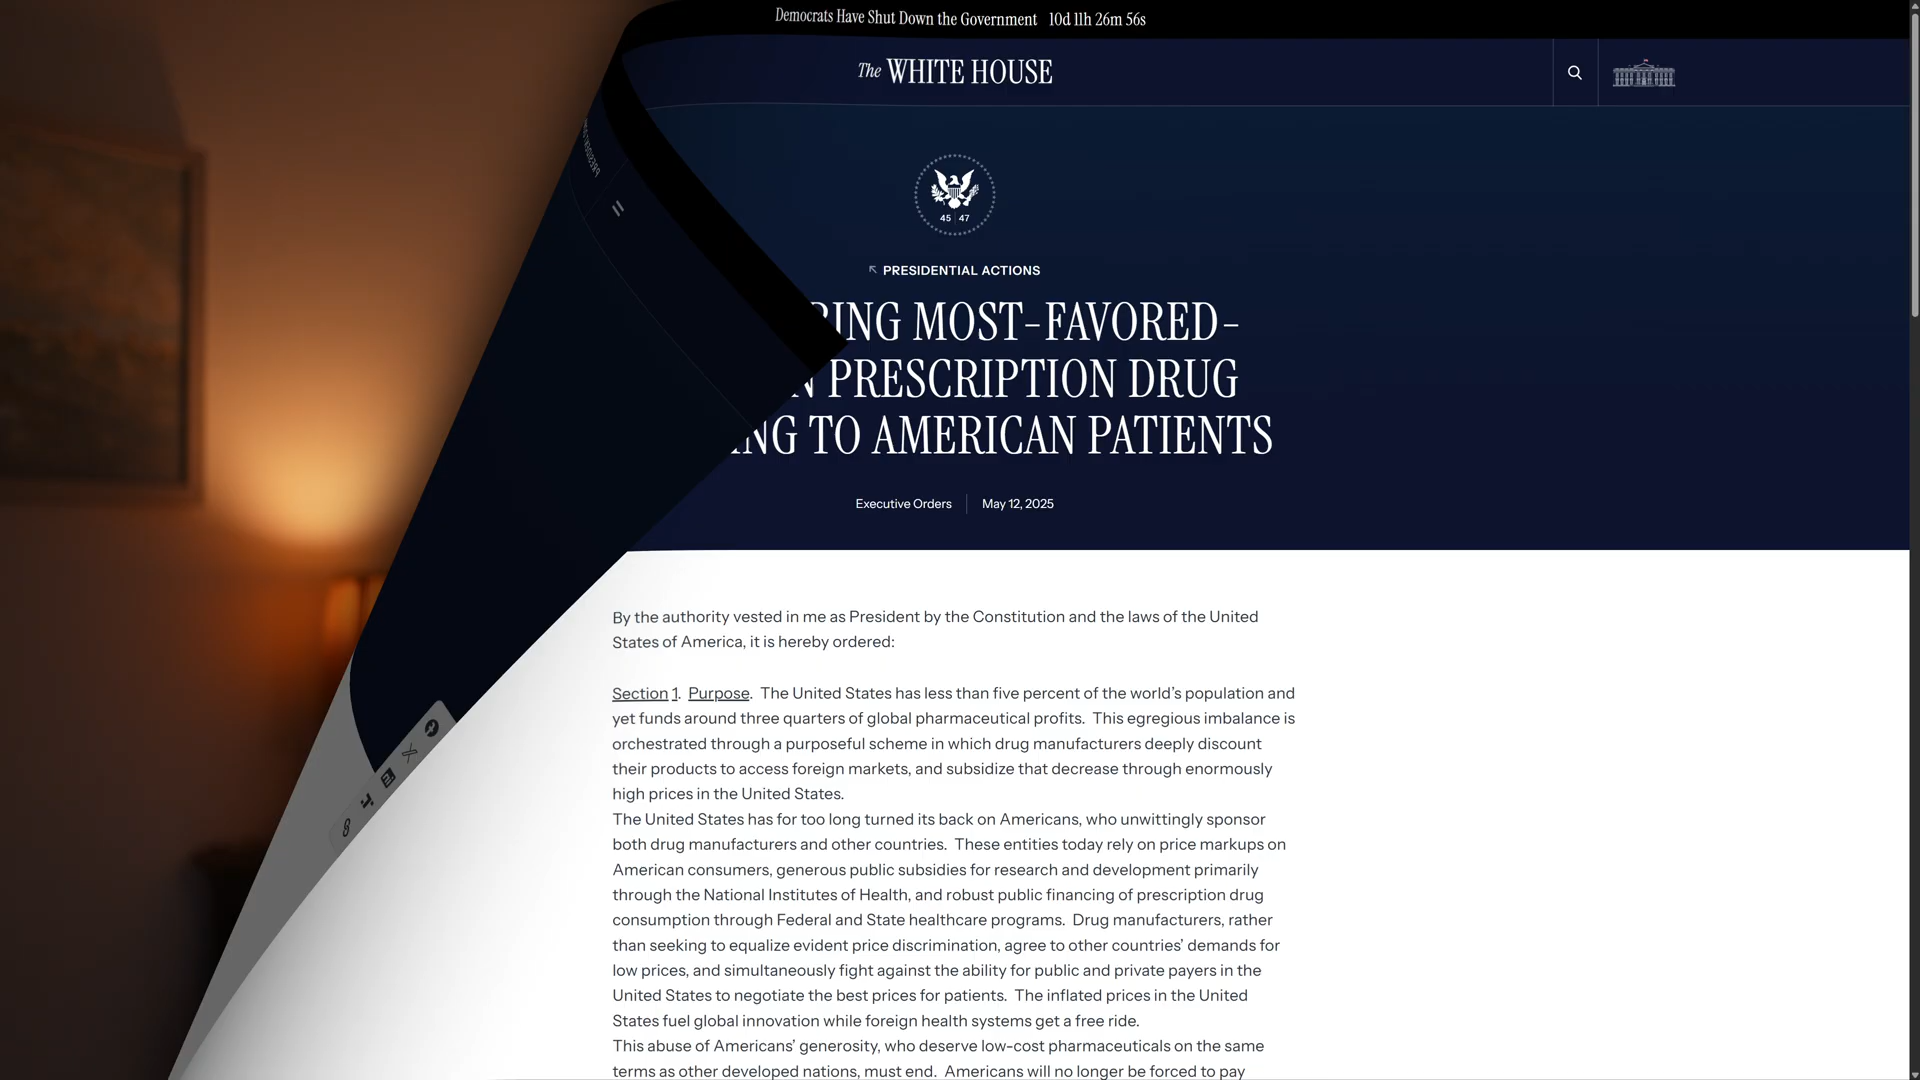 Democrats Have Shut Down the Government 10d 11h 26m 56s
The WHITE HOUSE
45 47
PRESIDENTIAL ACTIONS
RING MOST-FAVORED-
N PRESCRIPTION DRUG
ING TO AMERICAN PATIENTS
Executive Orders May 12, 2025
By the authority vested in me as President by the Constitution and the laws of the United
States of America, it is hereby ordered:
Section 1. Purpose. The United States has less than five percent of the world’s population and
yet funds around three quarters of global pharmaceutical profits. This egregious imbalance is
orchestrated through a purposeful scheme in which drug manufacturers deeply discount
their products to access foreign markets, and subsidize that decrease through enormously
high prices in the United States.
The United States has for too long turned its back on Americans, who unwittingly sponsor
both drug manufacturers and other countries. These entities today rely on price markups on
American consumers, generous public subsidies for research and development primarily
through the National Institutes of Health, and robust public financing of prescription drug
consumption through Federal and State healthcare programs. Drug manufacturers, rather
than seeking to equalize evident price discrimination, agree to other countries’ demands for
low prices, and simultaneously fight against the ability for public and private payers in the
United States to negotiate the best prices for patients. The inflated prices in the United
States fuel global innovation while foreign health systems get a free ride.
This abuse of Americans’ generosity, who deserve low-cost pharmaceuticals on the same
terms as other developed nations, must end. Americans will no longer be forced to pay